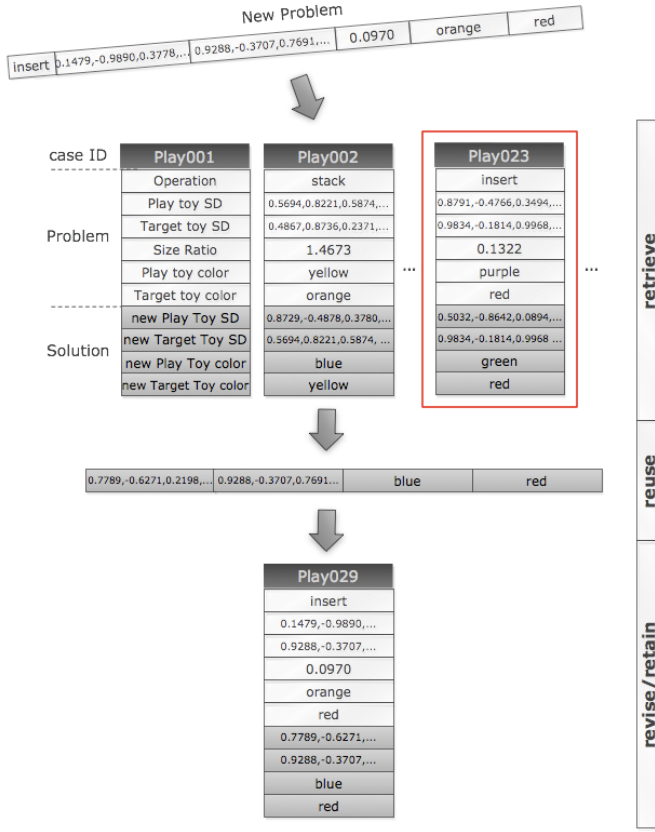 New Problem
insert 0.1479,-0.9890,0.3778,... 0.9288,-0.3707,0.7691,... 0.0970 orange red
case ID Play001 Play002 Play023
Operation stack insert
Play toy SD 0.5694,0.8221,0.5874,... 0.8791,-0.4766,0.3494,...
Target toy SD 0.4867,0.8736,0.2371,... 0.9834,-0.1814,0.9968,...
Problem
Size Ratio 1.4673 0.1322
Play toy color yellow ... purple ...
Target toy color orange red
new Play Toy SD 0.8729,-0.4878,0.3780,... 0.5032,-0.8642,0.0894,...
new Target Toy SD 0.5694,0.8221,0.5874, ... 0.9834,-0.1814,0.9968 ...
Solution
new Play Toy color blue green
new Target Toy color yellow red
retrieve
0.7789,-0.6271,0.2198,... 0.9288,-0.3707,0.7691... blue red
reuse
Play029
insert
0.1479,-0.9890,...
0.9288,-0.3707,...
0.0970
orange
red
0.7789,-0.6271,...
0.9288,-0.3707,...
blue
red
revise/retain